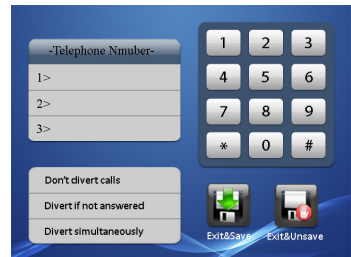 -Telephone Nmuber-
1>
2>
3>
Don't divert calls
Divert if not answered
Divert simultaneously
1 2 3
4 5 6
7 8 9
* 0 #
Exit&Save
Exit&Unsave